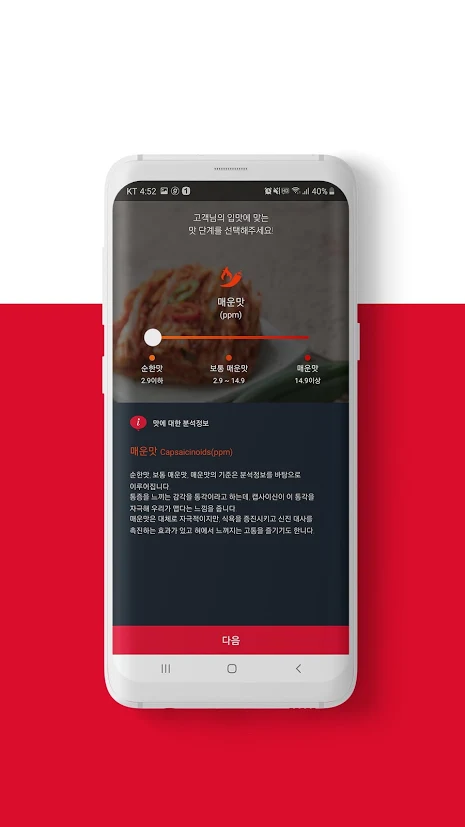 KT 4:52
40%
고객님의 입맛에 맞는
맛 단계를 선택해주세요!
매운맛
(ppm)
순한맛 보통 매운맛 매운맛
2.9이하 2.9 ~ 14.9 14.9이상
i 맛에 대한 분석정보
매운맛 Capsaicinoids(ppm)
순한맛, 보통 매운맛, 매운맛의 기준은 분석정보를 바탕으로
이루어집니다.
통증을 느끼는 감각을 통각이라고 하는데, 캡사이신이 이 통각을
자극해 우리가 맵다는 느낌을 줍니다.
매운맛은 대체로 자극적이지만, 식욕을 증진시키고 신진 대사를
촉진하는 효과가 있고 혀에서 느껴지는 고통을 즐기기도 합니다.
다음